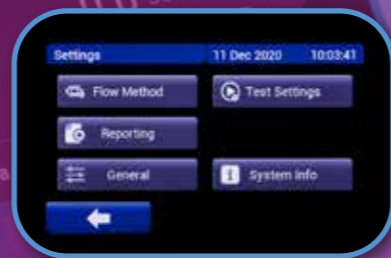 Settings 11 Dec 2020 10:03:41
Flow Method Test Settings
Reporting
General System Info